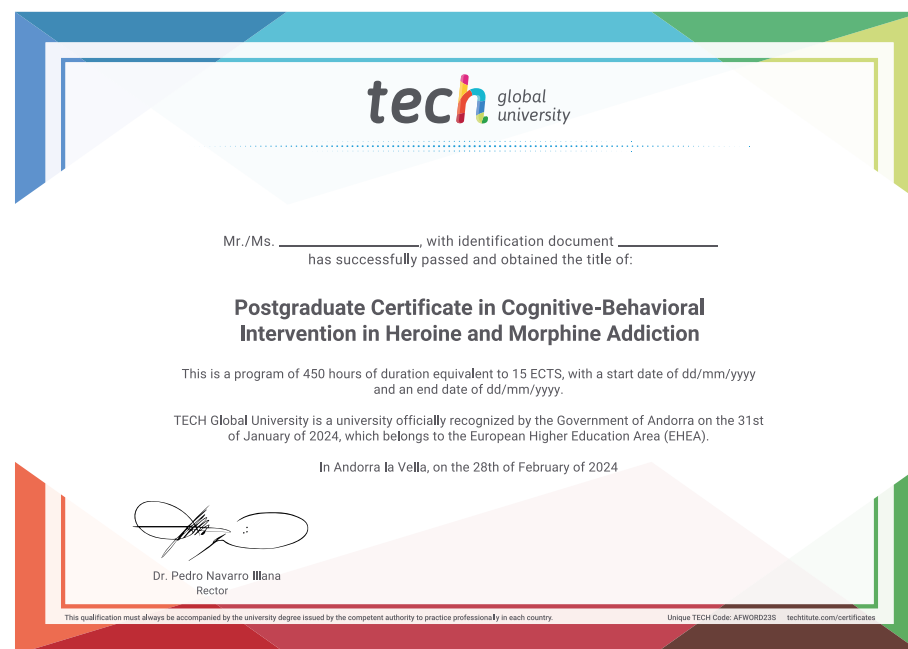 tech global university
Mr./Ms. ____________, with identification document ____________
has successfully passed and obtained the title of:
Postgraduate Certificate in Cognitive-Behavioral
Intervention in Heroine and Morphine Addiction
This is a program of 450 hours of duration equivalent to 15 ECTS, with a start date of dd/mm/yyyy
and an end date of dd/mm/yyyy.
TECH Global University is a university officially recognized by the Government of Andorra on the 31st
of January of 2024, which belongs to the European Higher Education Area (EHEA).
In Andorra la Vella, on the 28th of February of 2024
Dr. Pedro Navarro Illana
Rector
This qualification must always be accompanied by the university degree issued by the competent authority to practice professionally in each country.
Unique TECH Code: AFWORD23S techtitute.com/certificates